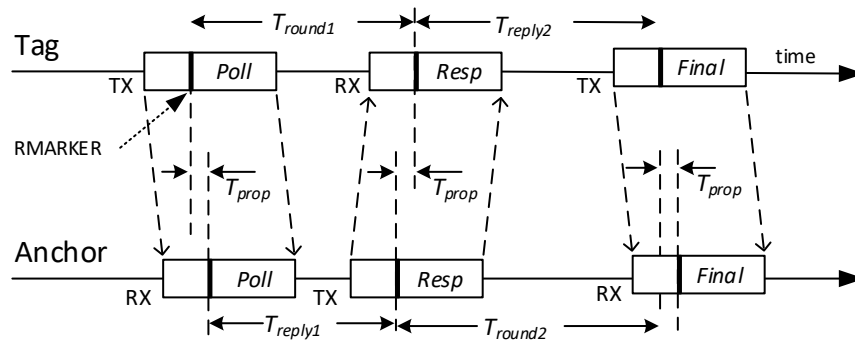 T_round1 T_reply2
Tag
TX Poll RX Resp TX Final time
RMARKER
T_prop T_prop T_prop
Anchor
RX Poll TX Resp RX Final
T_reply1 T_round2